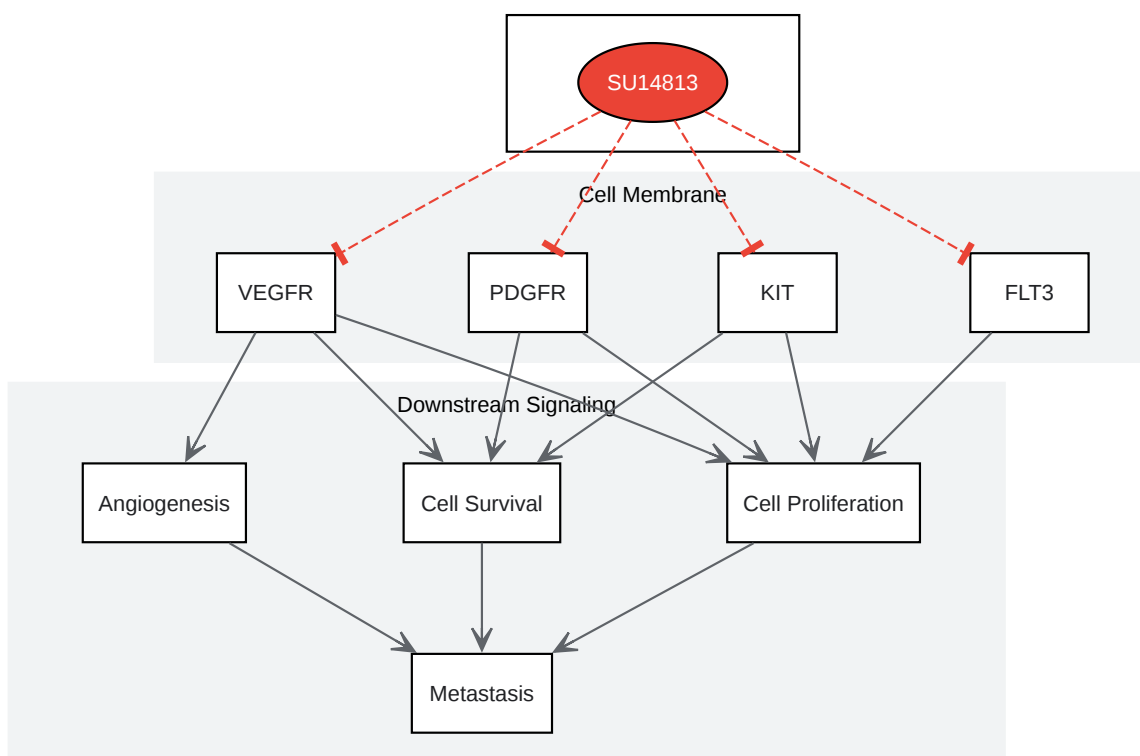 SU14813
Cell Membrane
VEGFR
PDGFR
KIT
FLT3
Downstream Signaling
Angiogenesis
Cell Survival
Cell Proliferation
Metastasis